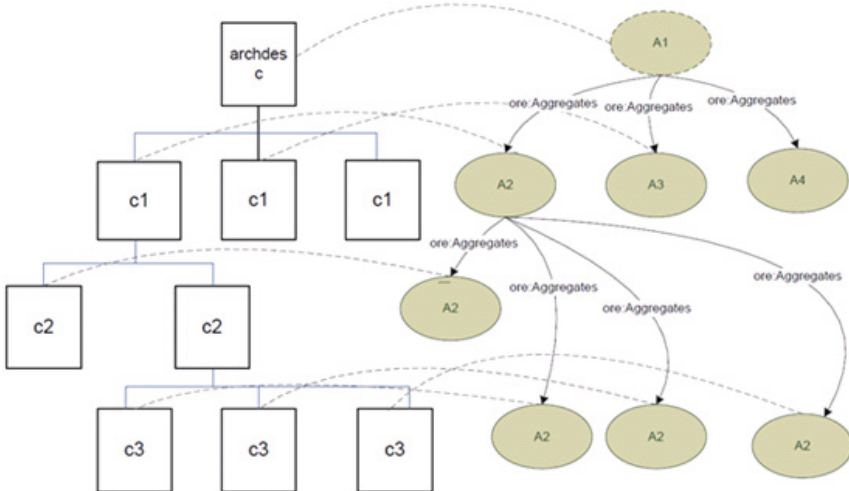 archdes
c
A1
ore:Aggregates
ore:Aggregates
ore:Aggregates
c1
c1
c1
A2
A3
A4
ore:Aggregates
ore:Aggregates
ore:Aggregates
ore:Aggregates
c2
c2
A2
c3
c3
c3
A2
A2
A2